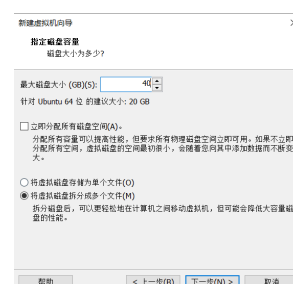 新建虚拟机向导
指定磁盘容量
磁盘大小为多少?
最大磁盘大小 (GB)(S): 40
针对 Ubuntu 64 位 的建议大小: 20 GB
立即分配所有磁盘空间(A)。
分配所有容量可以提高性能，但要求所有物理磁盘空间立即可用。如果不立即
分配所有空间，虚拟磁盘的空间最初很小，会随着您向其中添加数据而不断变
大。
将虚拟磁盘存储为单个文件(O)
将虚拟磁盘拆分成多个文件(M)
拆分磁盘后，可以更轻松地在计算机之间移动虚拟机，但可能会降低大容量磁
盘的性能。
帮助 < 上一步(B) 下一步(N) > 取消